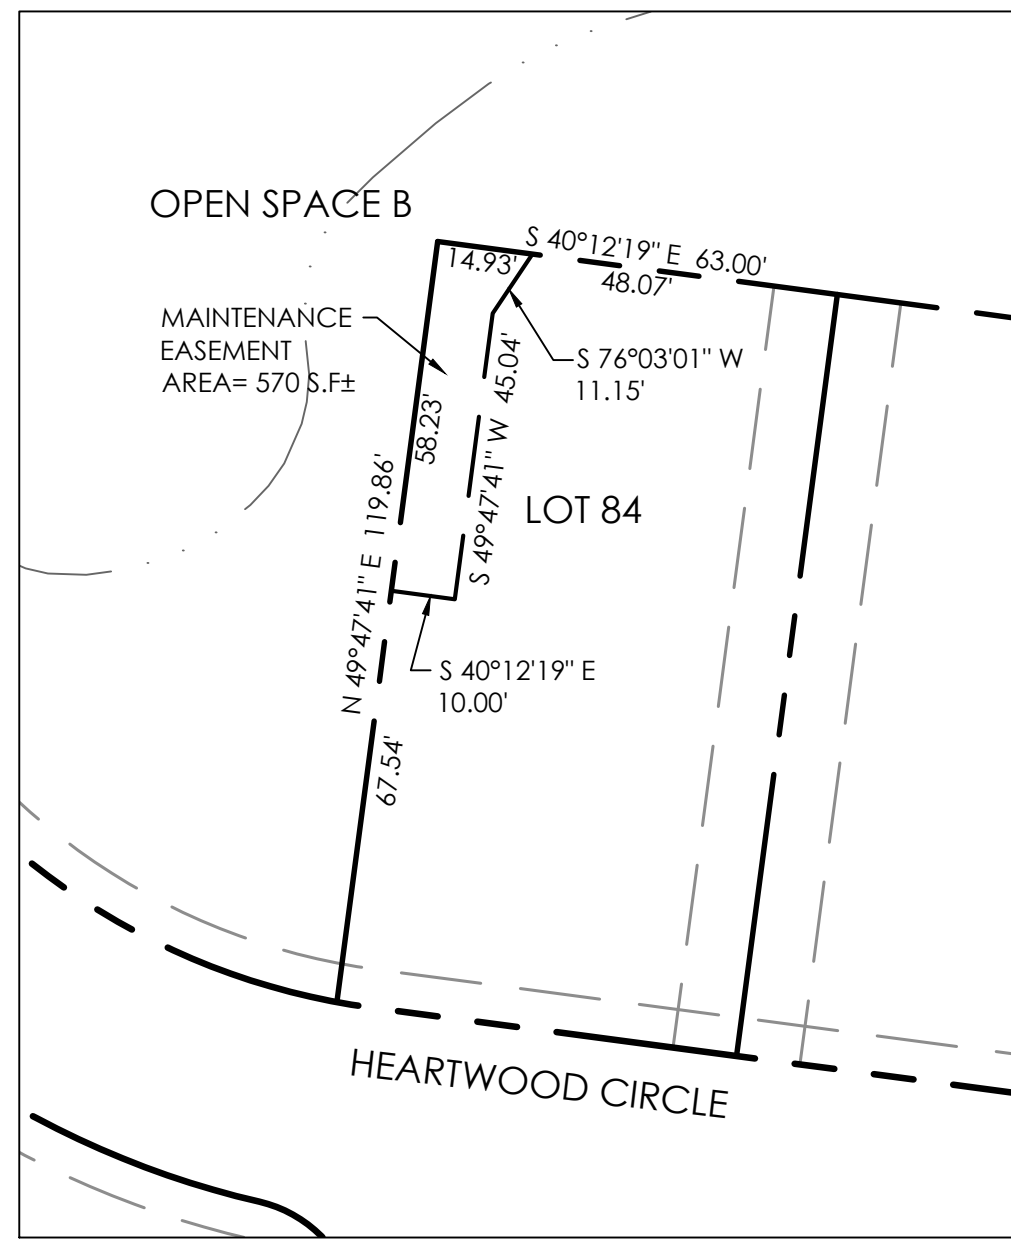 OPEN SPACE B
S 40°12'19" E 63.00'
14.93'
48.07'
MAINTENANCE
EASEMENT
AREA= 570 S.F±
S 76°03'01" W
11.15'
58.23'
S 49°47'41" W 45.04'
N 49°47'41" E 119.86'
LOT 84
S 40°12'19" E
10.00'
67.54'
HEARTWOOD CIRCLE